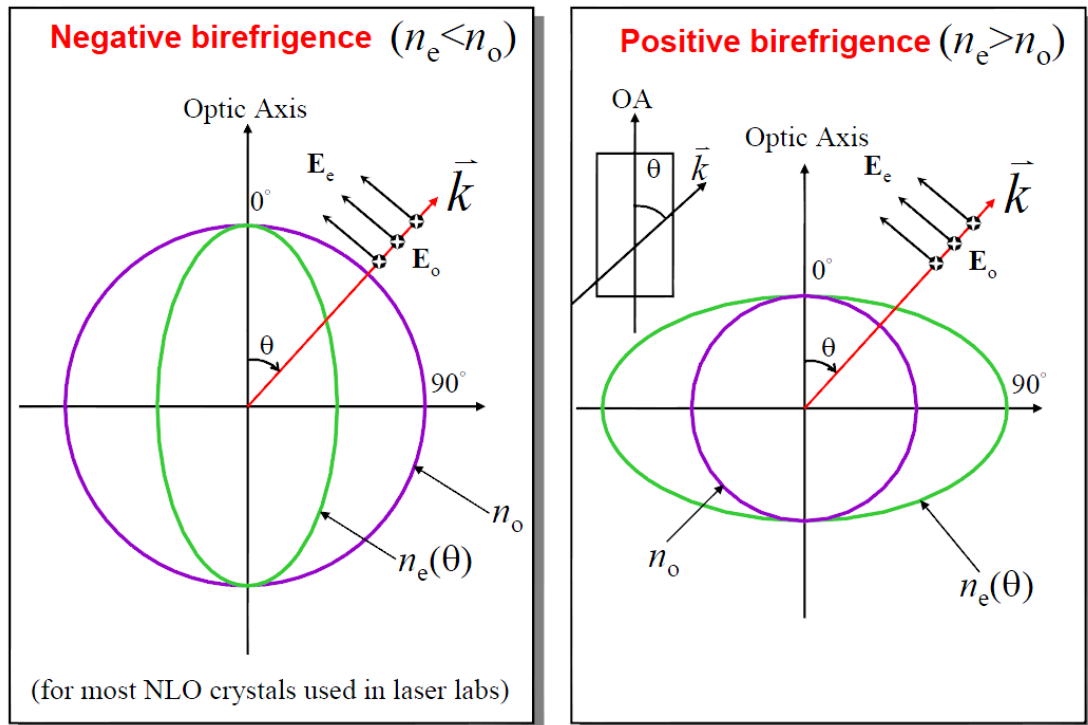 Negative birefrigence (nₑ<nₒ)
Optic Axis
0°
Eₑ
k⃗
Eₒ
θ
90°
nₒ
nₑ(θ)
(for most NLO crystals used in laser labs)
Positive birefrigence (nₑ>nₒ)
OA
θ
k⃗
Optic Axis
0°
Eₑ
k⃗
Eₒ
θ
90°
nₒ
nₑ(θ)